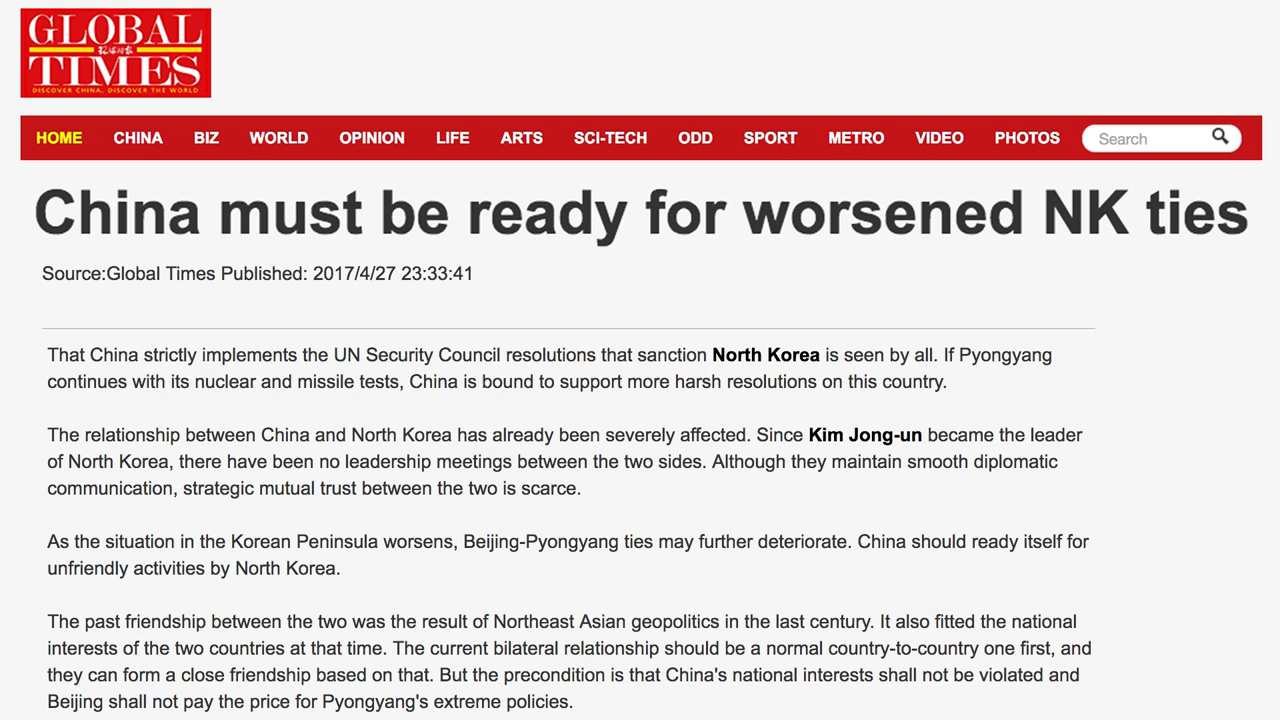 GLOBAL
环球时报
TIMES
DISCOVER CHINA, DISCOVER THE WORLD
HOME CHINA BIZ WORLD OPINION LIFE ARTS SCI-TECH ODD SPORT METRO VIDEO PHOTOS Search
China must be ready for worsened NK ties
Source:Global Times Published: 2017/4/27 23:33:41
That China strictly implements the UN Security Council resolutions that sanction North Korea is seen by all. If Pyongyang
continues with its nuclear and missile tests, China is bound to support more harsh resolutions on this country.
The relationship between China and North Korea has already been severely affected. Since Kim Jong-un became the leader
of North Korea, there have been no leadership meetings between the two sides. Although they maintain smooth diplomatic
communication, strategic mutual trust between the two is scarce.
As the situation in the Korean Peninsula worsens, Beijing-Pyongyang ties may further deteriorate. China should ready itself for
unfriendly activities by North Korea.
The past friendship between the two was the result of Northeast Asian geopolitics in the last century. It also fitted the national
interests of the two countries at that time. The current bilateral relationship should be a normal country-to-country one first, and
they can form a close friendship based on that. But the precondition is that China's national interests shall not be violated and
Beijing shall not pay the price for Pyongyang's extreme policies.